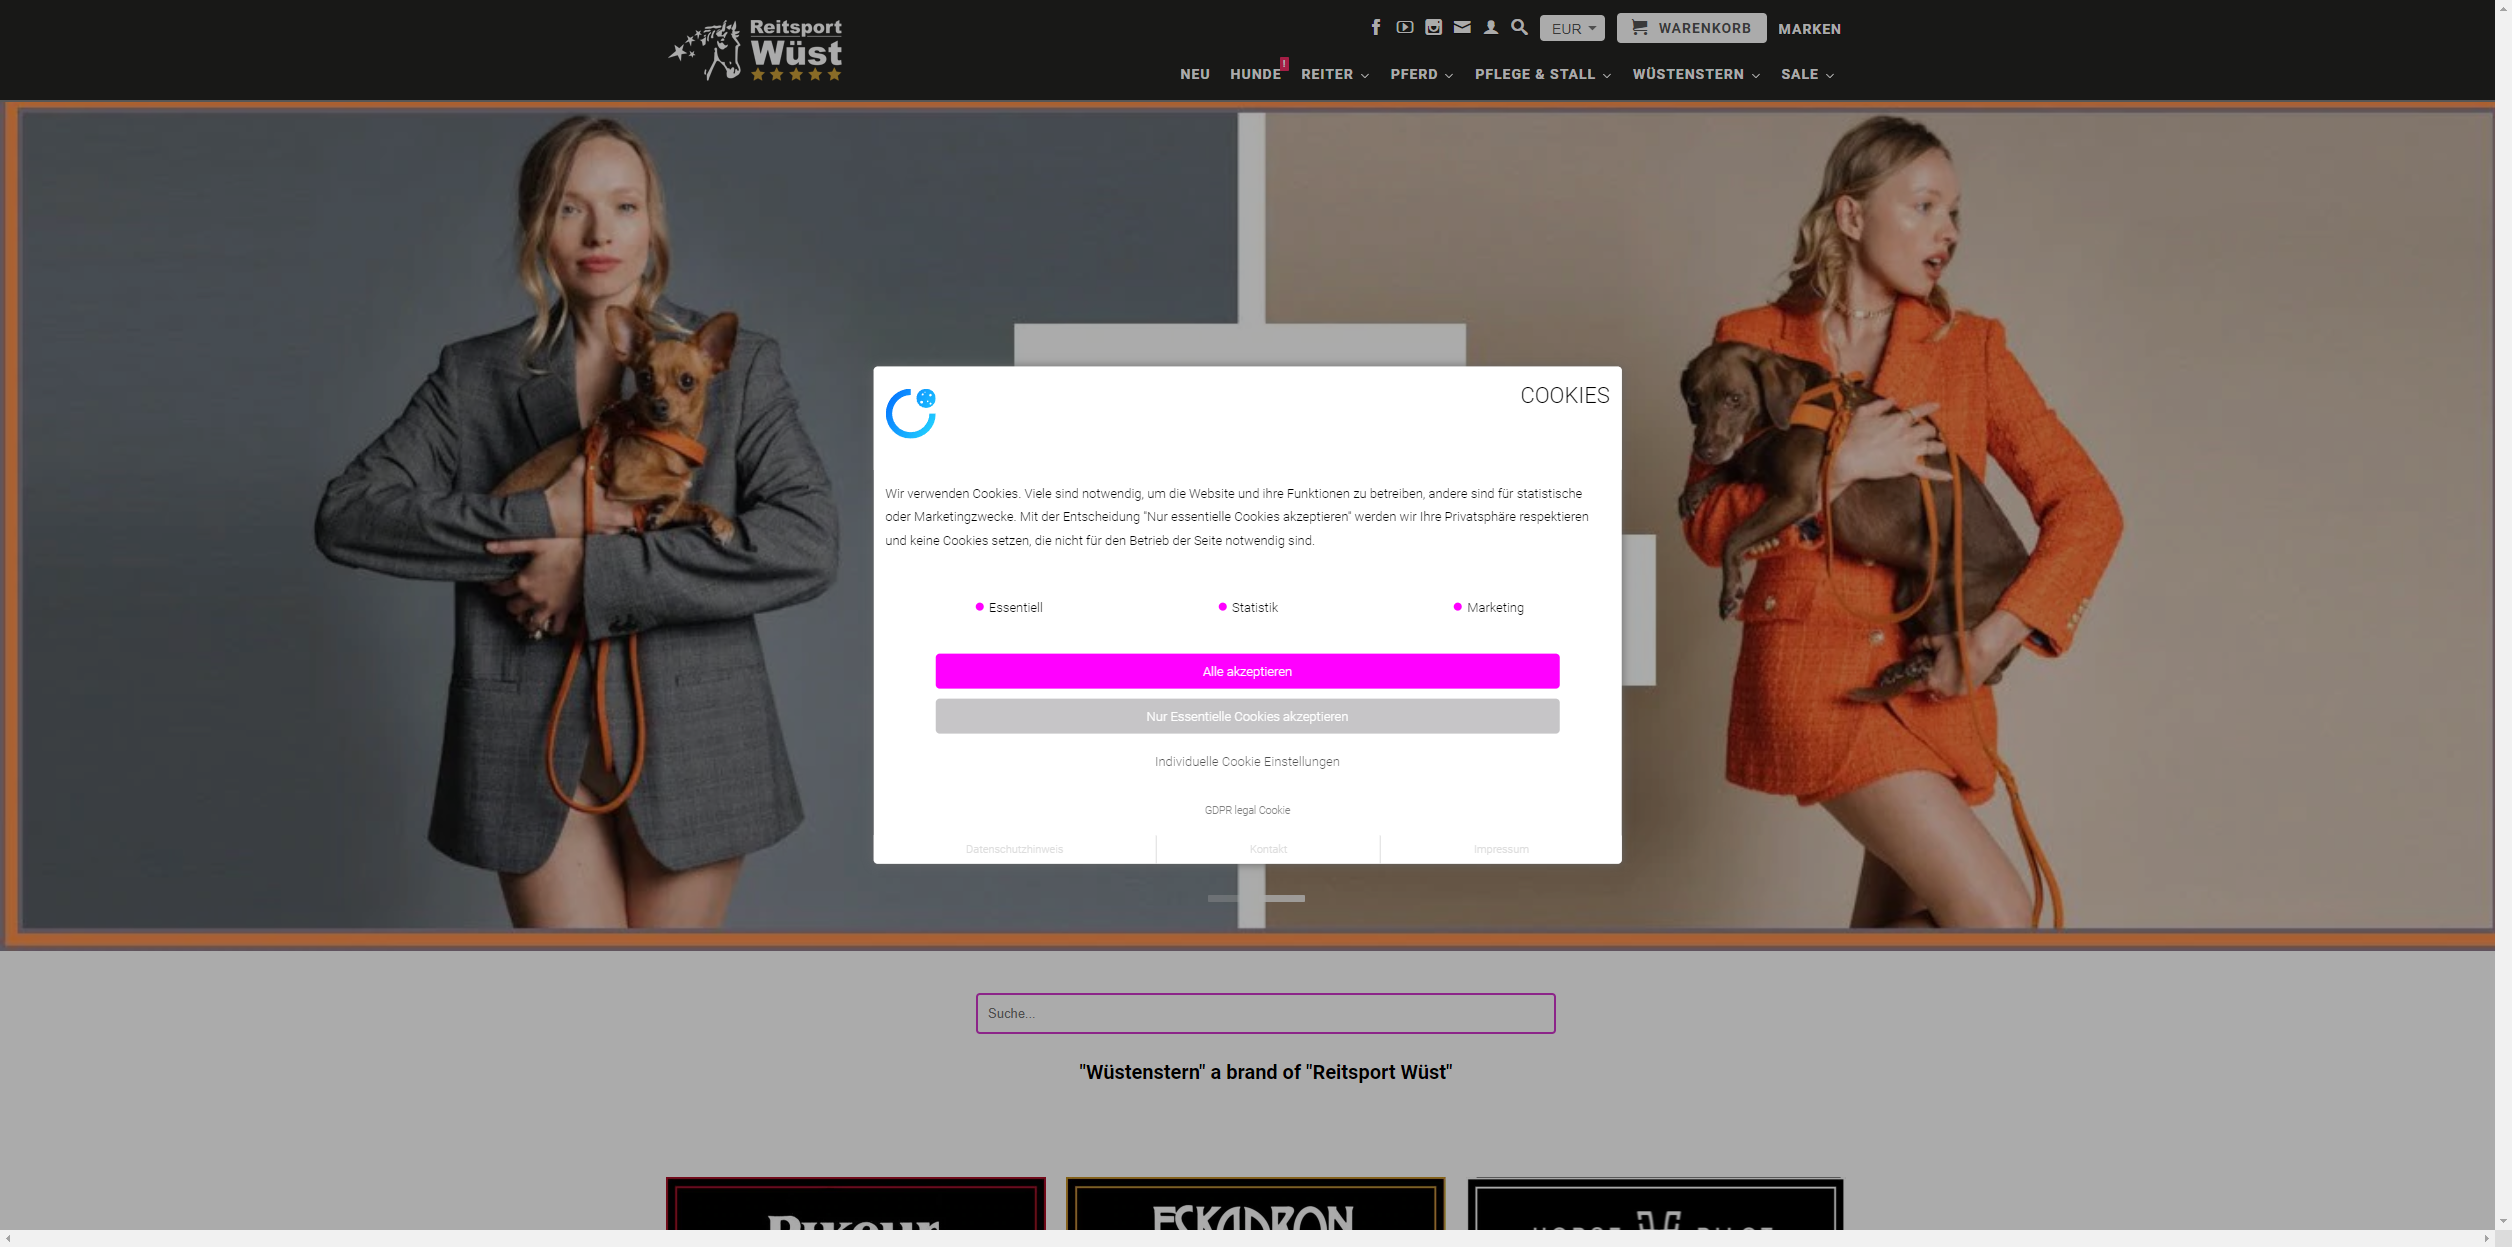 Reitsport
Wüst
EUR
WARENKORB
MARKEN
NEU
HUNDE
!
REITER
PFERD
PFLEGE & STALL
WÜSTENSTERN
SALE
COOKIES
Wir verwenden Cookies. Viele sind notwendig, um die Website und ihre Funktionen zu betreiben, andere sind für statistische
oder Marketingzwecke. Mit der Entscheidung "Nur essentielle Cookies akzeptieren" werden wir Ihre Privatsphäre respektieren
und keine Cookies setzen, die nicht für den Betrieb der Seite notwendig sind.
Essentiell
Statistik
Marketing
Alle akzeptieren
Nur Essentielle Cookies akzeptieren
Individuelle Cookie Einstellungen
GDPR legal Cookie
Datenschutzhinweis
Kontakt
Impressum
Suche...
"Wüstenstern" a brand of "Reitsport Wüst"
Pikeur
ESKADRON
HORSE PILOT